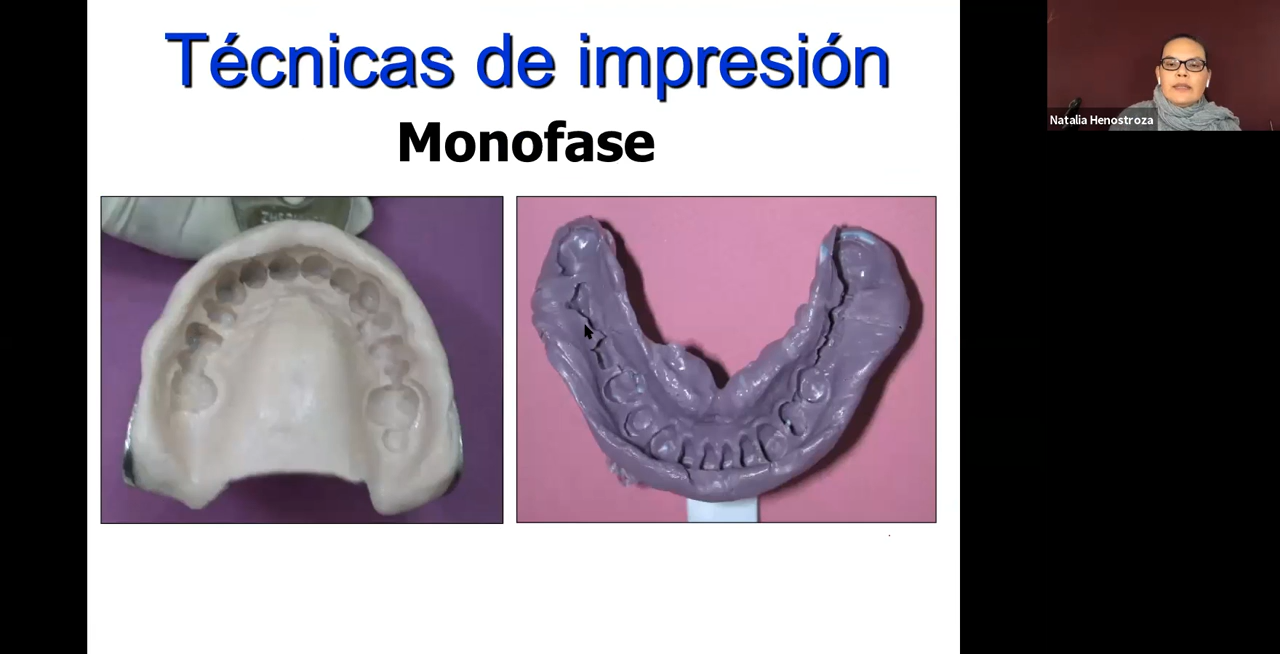 Técnicas de impresión
Monofase
Natalia Henostroza